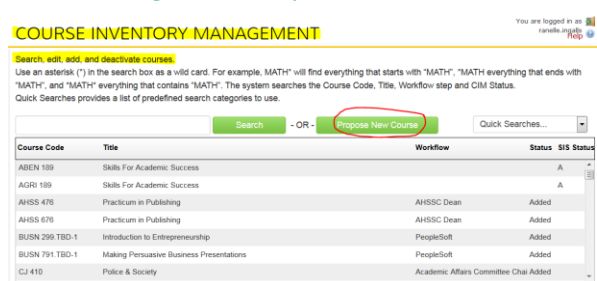 You are logged in as
COURSE INVENTORY MANAGEMENT
ranelle.ingalls
Help
Search, edit, add, and deactivate courses.
Use an asterisk (*) in the search box as a wild card. For example, MATH* will find everything that starts with "MATH", *MATH everything that ends with
"MATH", and *MATH* everything that contains "MATH". The system searches the Course Code, Title, Workflow step and CIM Status.
Quick Searches provides a list of predefined search categories to use.
Search - OR - Propose New Course Quick Searches...
Course Code Title Workflow Status SIS Status
ABEN 189 Skills For Academic Success A
AGRI 189 Skills For Academic Success A
AHSS 476 Practicum in Publishing AHSSC Dean Added
AHSS 676 Practicum in Publishing AHSSC Dean Added
BUSN 299.TBD-1 Introduction to Entrepreneurship PeopleSoft Added
BUSN 791.TBD-1 Making Persuasive Business Presentations PeopleSoft Added
CJ 410 Police & Society Academic Affairs Committee Chai Added